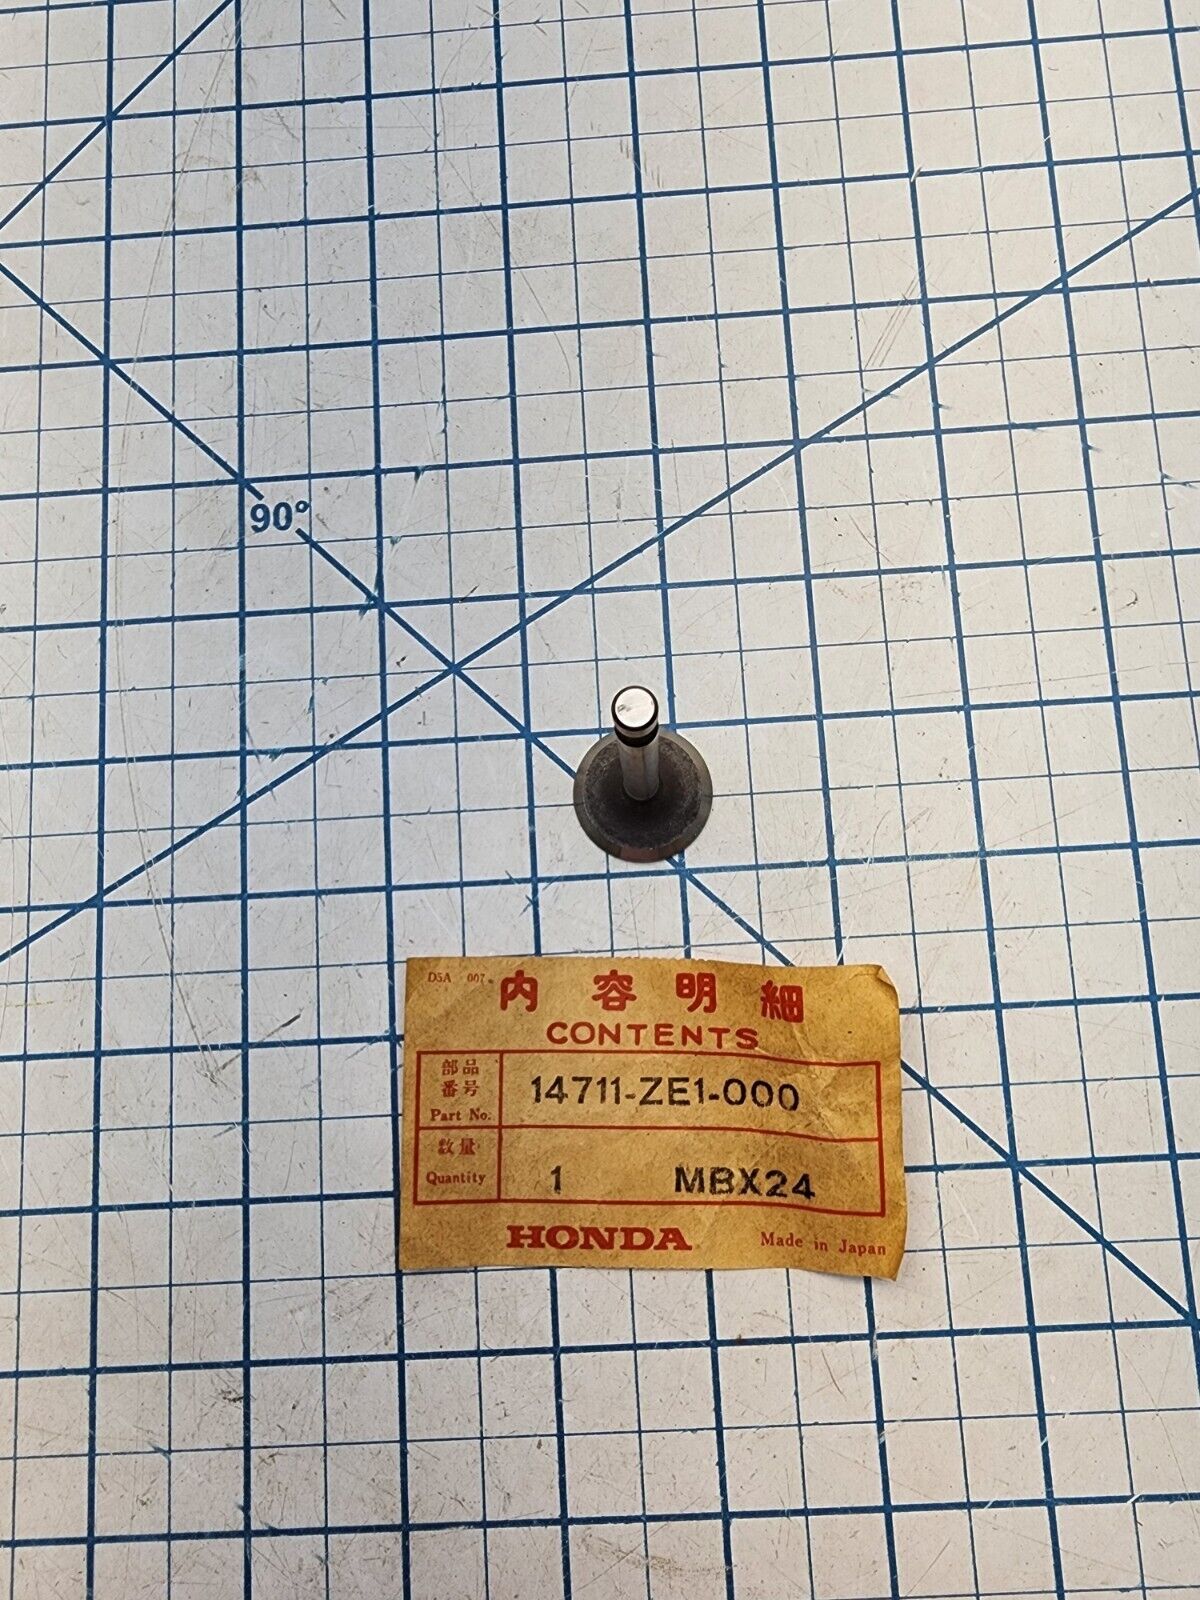 90°
D5A 007
内容明細
CONTENTS
部品
番号
Part No.
14711-ZE1-000
数量
Quantity
1 MBX24
HONDA
Made in Japan